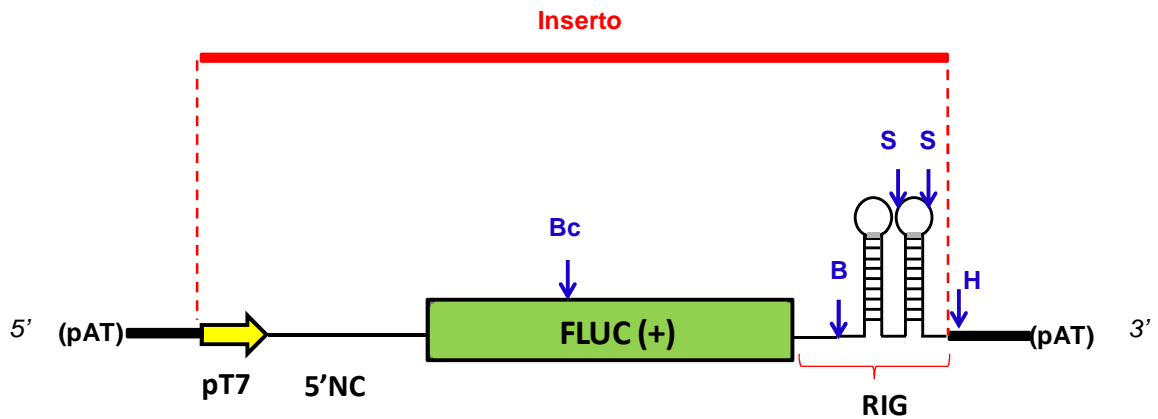 Inserto
S S
Bc
B
H
5’ (pAT) FLUC (+) (pAT) 3’
pT7 5’NC
RIG